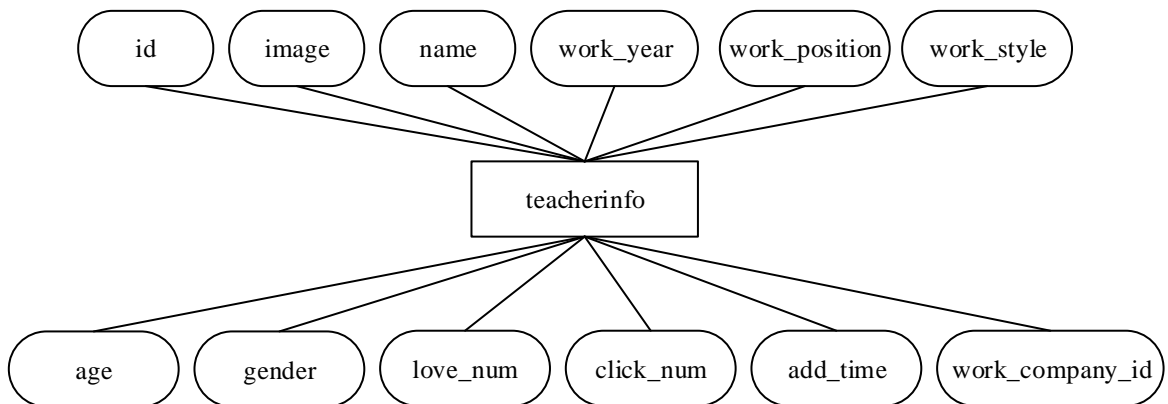 id
image
name
work_year
work_position
work_style
teacherinfo
age
gender
love_num
click_num
add_time
work_company_id